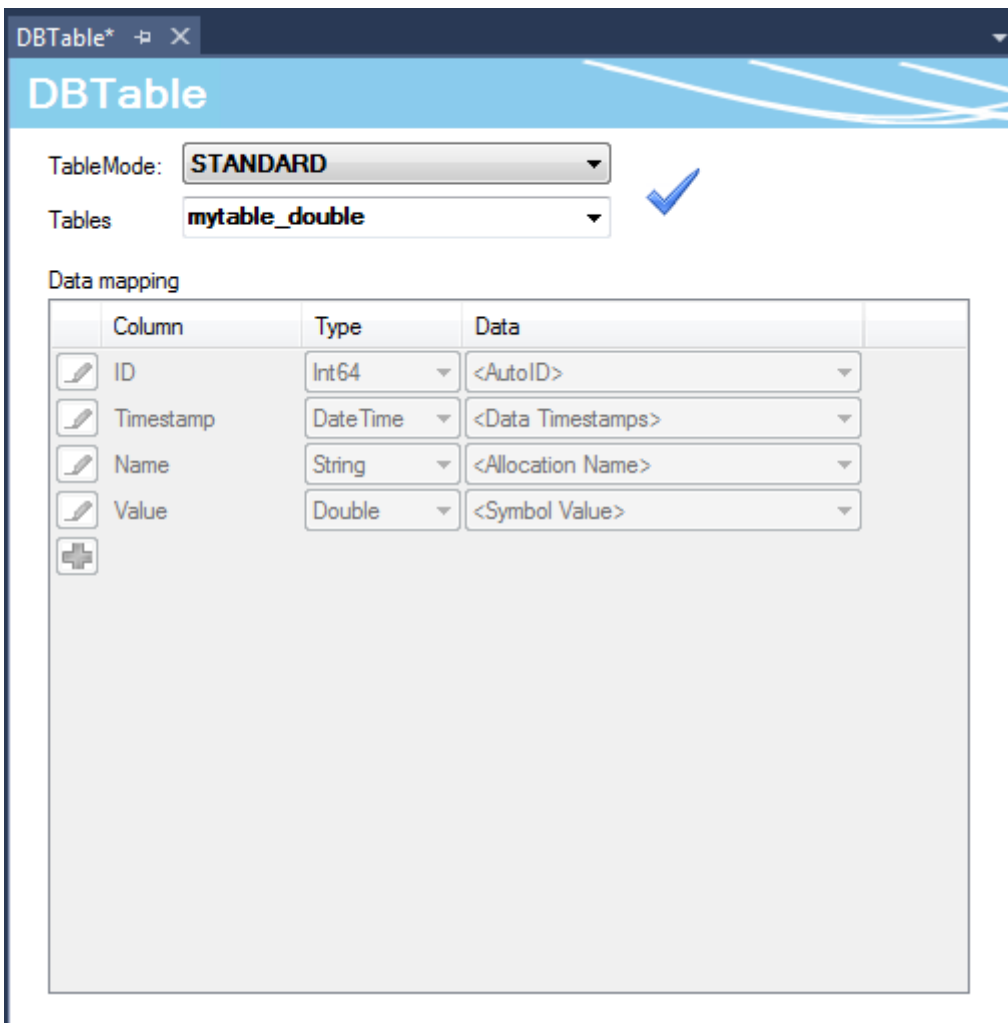 DBTable*
DBTable
TableMode: STANDARD
Tables mytable_double
Data mapping
Column Type Data
ID Int64 <AutoID>
Timestamp DateTime <Data Timestamps>
Name String <Allocation Name>
Value Double <Symbol Value>